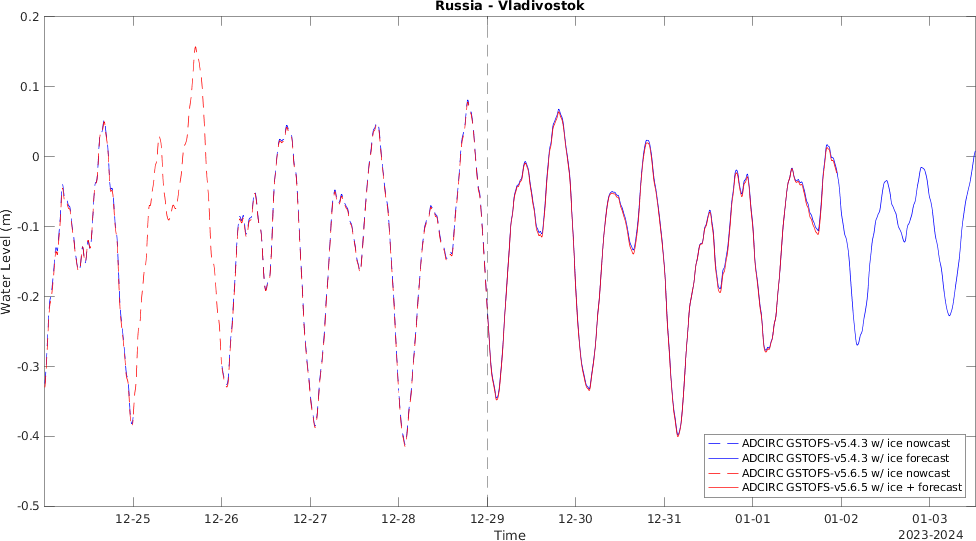 Russia - Vladivostok
Water Level (m)
0.2
0.1
0
-0.1
-0.2
-0.3
-0.4
-0.5
ADCIRC GSTOFS-v5.4.3 w/ ice nowcast
ADCIRC GSTOFS-v5.4.3 w/ ice forecast
ADCIRC GSTOFS-v5.6.5 w/ ice nowcast
ADCIRC GSTOFS-v5.6.5 w/ ice + forecast
12-25 12-26 12-27 12-28 12-29 12-30 12-31 01-01 01-02 01-03
Time
2023-2024